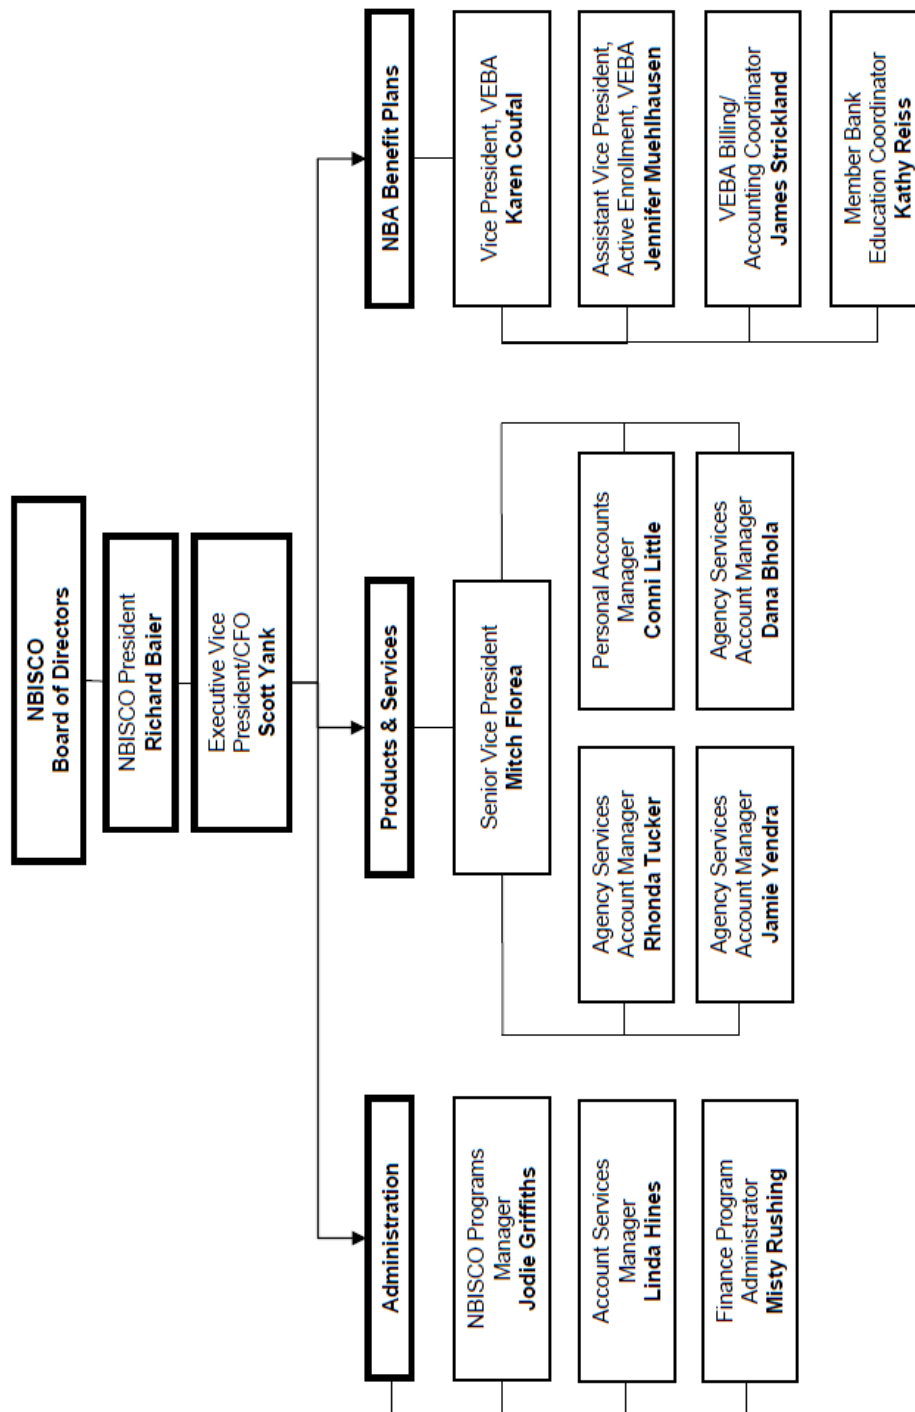 NBISCO
Board of Directors
NBISCO President
Richard Baier
Executive Vice
President/CFO
Scott Yank
Administration
NBISCO Programs
Manager
Jodie Griffiths
Account Services
Manager
Linda Hines
Finance Program
Administrator
Misty Rushing
Products & Services
Senior Vice President
Mitch Florea
Agency Services
Account Manager
Rhonda Tucker
Personal Accounts
Manager
Conni Little
Agency Services
Account Manager
Jamie Yendra
Agency Services
Account Manager
Dana Bhola
NBA Benefit Plans
Vice President, VEBA
Karen Coufal
Assistant Vice President,
Active Enrollment, VEBA
Jennifer Muehlhausen
VEBA Billing/
Accounting Coordinator
James Strickland
Member Bank
Education Coordinator
Kathy Reiss